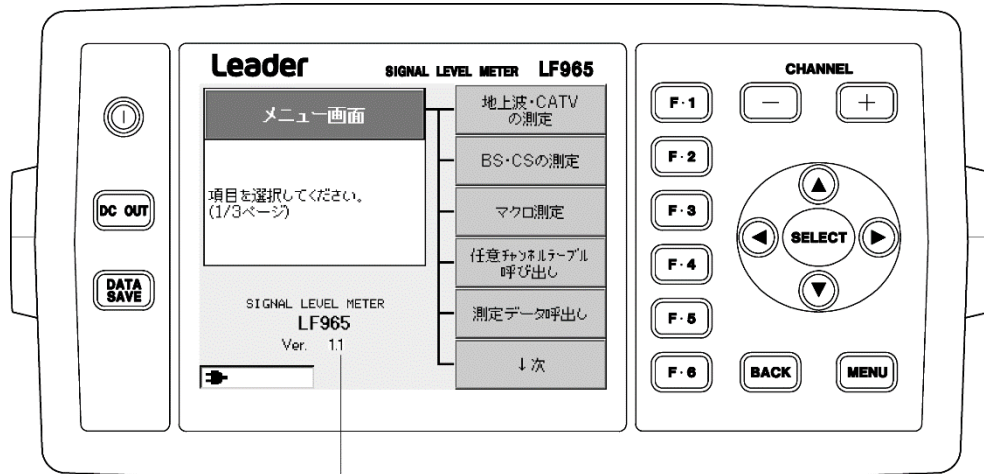 Leader
SIGNAL LEVEL METER LF965
メニュー画面
項目を選択してください。
(1/3ページ)
SIGNAL LEVEL METER
LF965
Ver. 1.1
地上波・CATV
の測定
BS・CSの測定
マクロ測定
任意チャンネルテーブル
呼び出し
測定データ呼出し
↓次
DC OUT
DATA
SAVE
F・1
F・2
F・3
F・4
F・5
F・6
CHANNEL
－
＋
SELECT
BACK
MENU